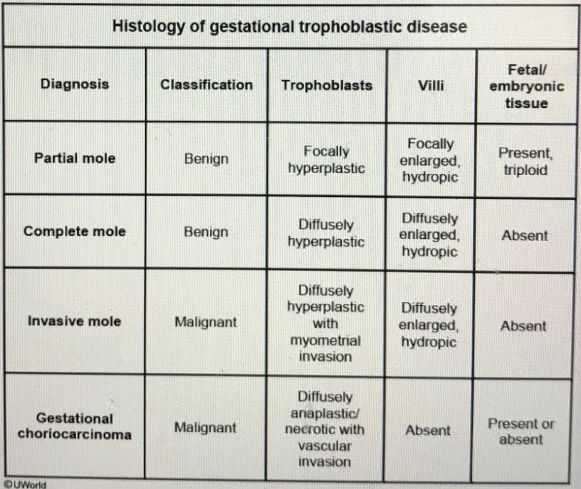 Histology of gestational trophoblastic disease
Diagnosis
Classification
Trophoblasts
Villi
Fetal/
embryonic
tissue
Partial mole
Benign
Focally
hyperplastic
Focally
enlarged,
hydropic
Present,
triploid
Complete mole
Benign
Diffusely
hyperplastic
Diffusely
enlarged,
hydropic
Absent
Invasive mole
Malignant
Diffusely
hyperplastic
with
myometrial
invasion
Diffusely
enlarged,
hydropic
Absent
Gestational
choriocarcinoma
Malignant
Diffusely
anaplastic/
necrotic with
vascular
invasion
Absent
Present or
absent
©UWorld